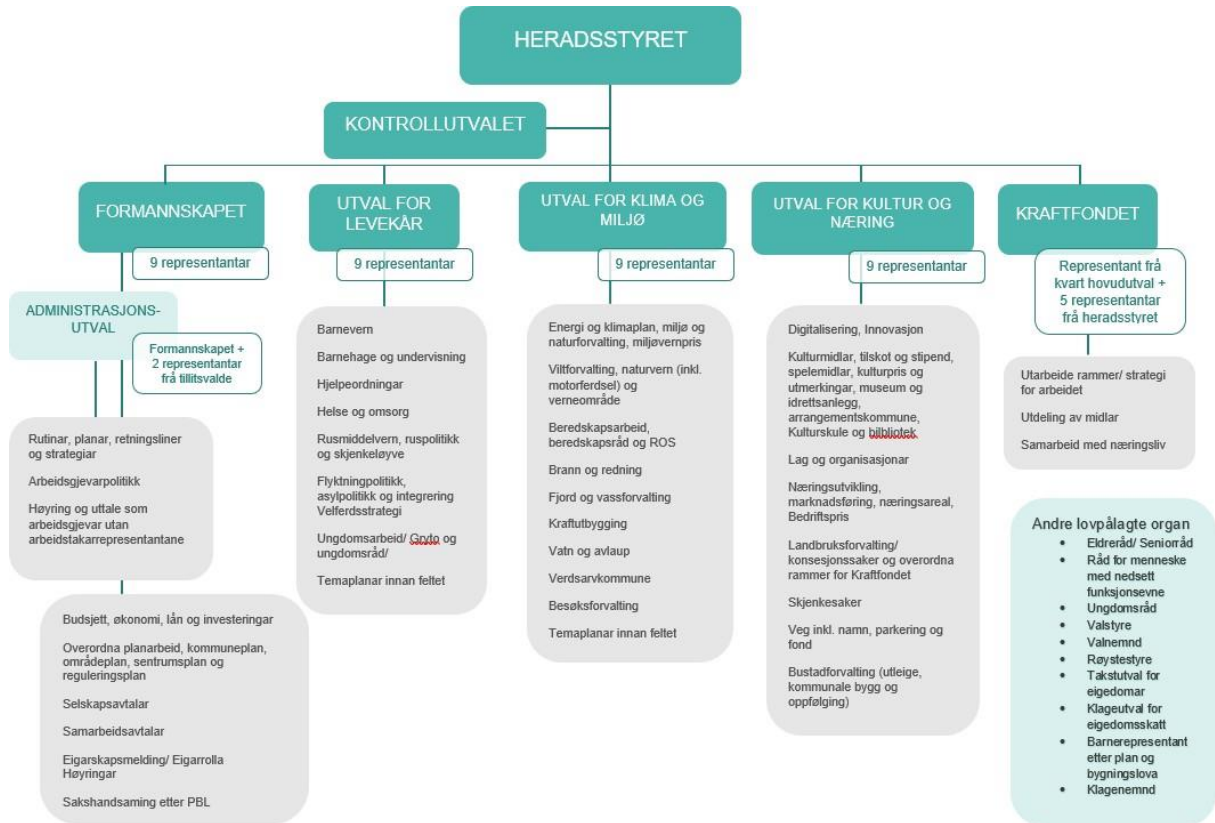 HERADSSTYRET
KONTROLLUTVALET
FORMANNSKAPET
9 representantar
ADMINISTRASJONS-
UTVAL
Formannskapet +
2 representantar
frå tillitsvalde
Rutinar, planar, retningsliner
og strategiar
Arbeidsgjevarpolitikk
Høyring og uttale som
arbeidsgjevar utan
arbeidstakarrepresentantane
Budsjett, økonomi, lån og investeringar
Overordna planarbeid, kommuneplan,
områdeplan, sentrumsplan og
reguleringsplan
Selskapsavtalar
Samarbeidsavtalar
Eigarskapsmelding/ Eigarrolla
Høyringar
Sakshandsaming etter PBL
UTVAL FOR
LEVEKÅR
9 representantar
Barnevern
Barnehage og undervisning
Hjelpeordningar
Helse og omsorg
Rusmiddelvern, ruspolitikk
og skjenkeløyve
Flyktningpolitikk,
asylpolitikk og integrering
Velferdsstrategi
Ungdomsarbeid/ Gryto og
ungdomsråd/
Temaplanar innan feltet
UTVAL FOR KLIMA OG
MILJØ
9 representantar
Energi og klimaplan, miljø og
naturforvalting, miljøvernpris
Viltforvalting, naturvern (inkl.
motorferdsel) og
verneområde
Beredskapsarbeid,
beredskapsråd og ROS
Brann og redning
Fjord og vassforvalting
Kraftutbygging
Vatn og avlaup
Verdsarvkommune
Besøksforvalting
Temaplanar innan feltet
UTVAL FOR KULTUR OG
NÆRING
9 representantar
Digitalisering, Innovasjon
Kulturmidlar, tilskot og stipend,
spelemidlar, kulturpris og
utmerkingar, museum og
idrettsanlegg,
arrangementskommune,
Kulturskule og bilbiotek
Lag og organisasjonar
Næringsutvikling,
marknadsføring, næringsareal,
Bedriftspris
Landbruksforvalting/
konsesjonssaker og overordna
rammer for Kraftfondet
Skjenkesaker
Veg inkl. namn, parkering og
fond
Bustadforvalting (utleige,
kommunale bygg og
oppfølging)
KRAFTFONDET
Representant frå
kvart hovudutval +
5 representantar
frå heradsstyret
Utarbeide rammer/ strategi
for arbeidet
Utdeling av midlar
Samarbeid med næringsliv
Andre lovpålagte organ
• Eldreråd/ Seniorråd
• Råd for menneske
med nedsett
funksjonsevne
• Ungdomsråd
• Valstyre
• Valnemnd
• Røystestyre
• Takstutval for
eigedomar
• Klageutval for
eigedomsskatt
• Barnerepresentant
etter plan og
bygningslova
• Klagenemnd